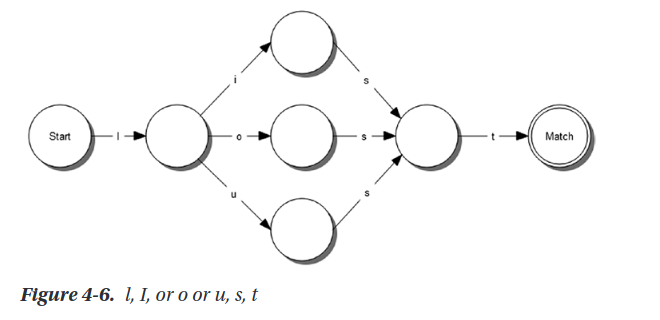 i
s
Start
l
o
s
t
Match
u
s
Figure 4-6. l, I, or o or u, s, t